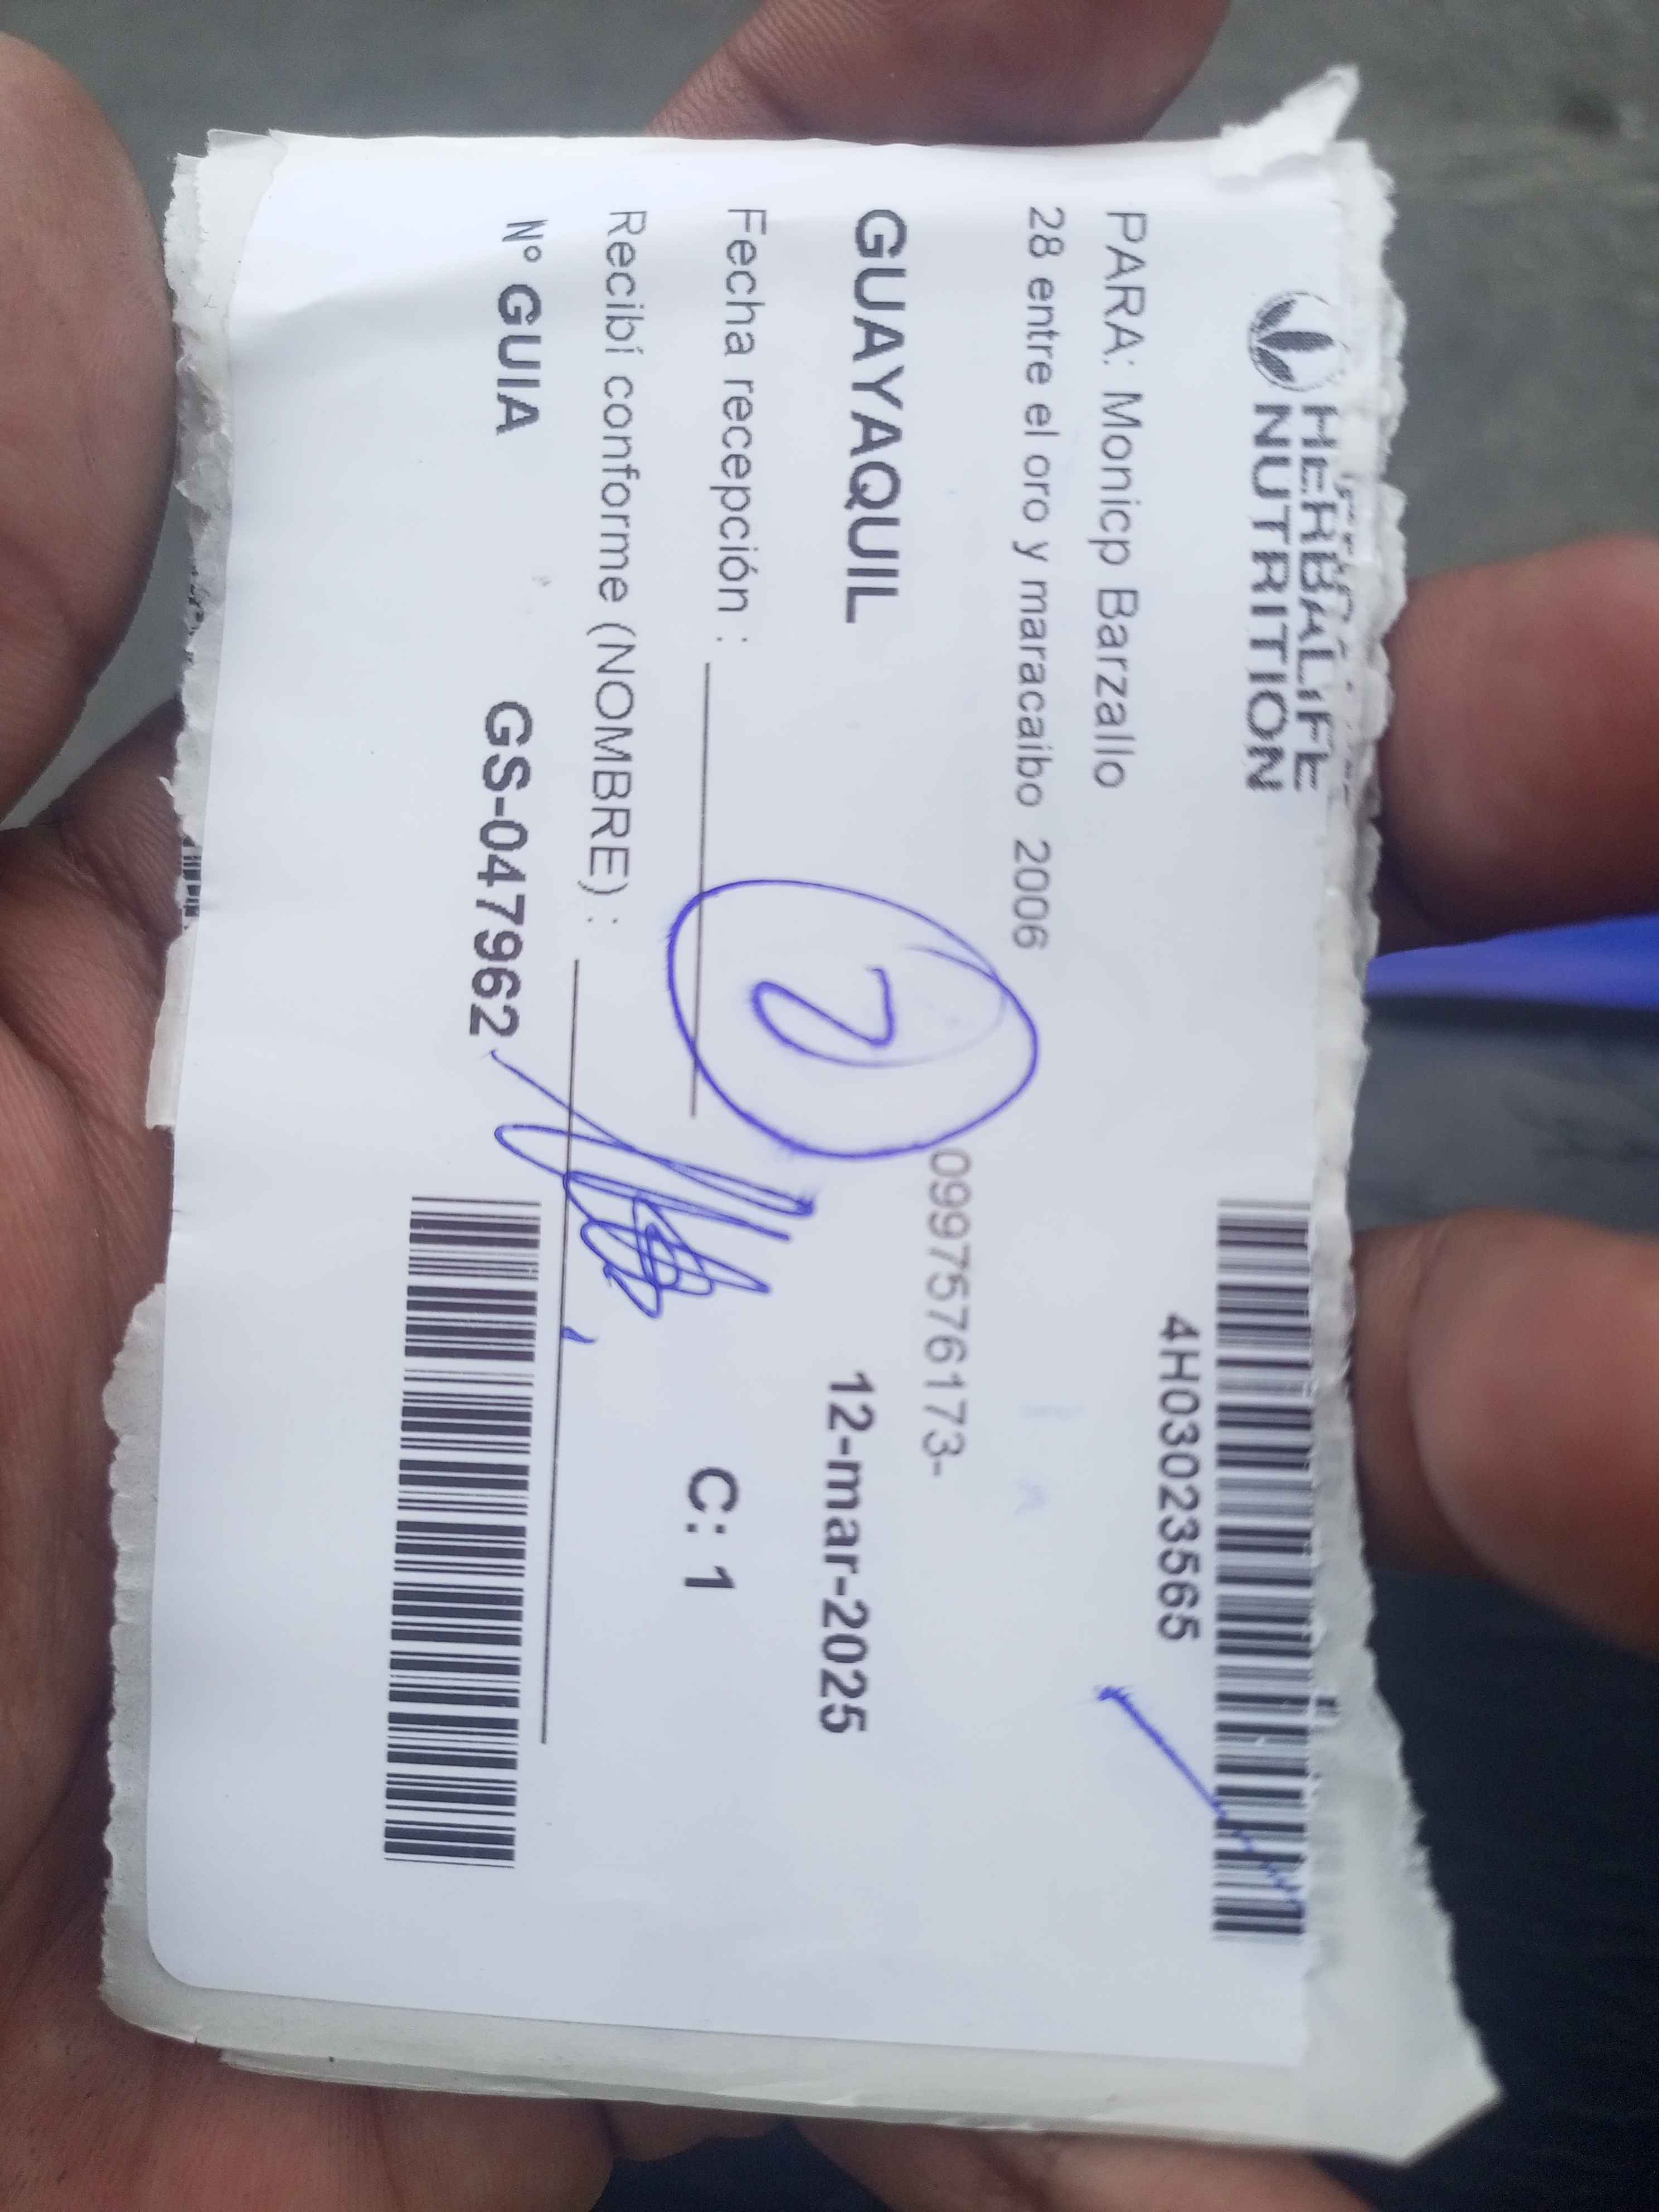 HERBALIFE
NUTRITION
4H03023565
PARA: Monicp Barzallo
28 entre el oro y maracaibo 2006
0997576173-
GUAYAQUIL
12-mar-2025
2
Fecha recepción :
C: 1
Recibí conforme (NOMBRE) :
N° GUIA GS-047962